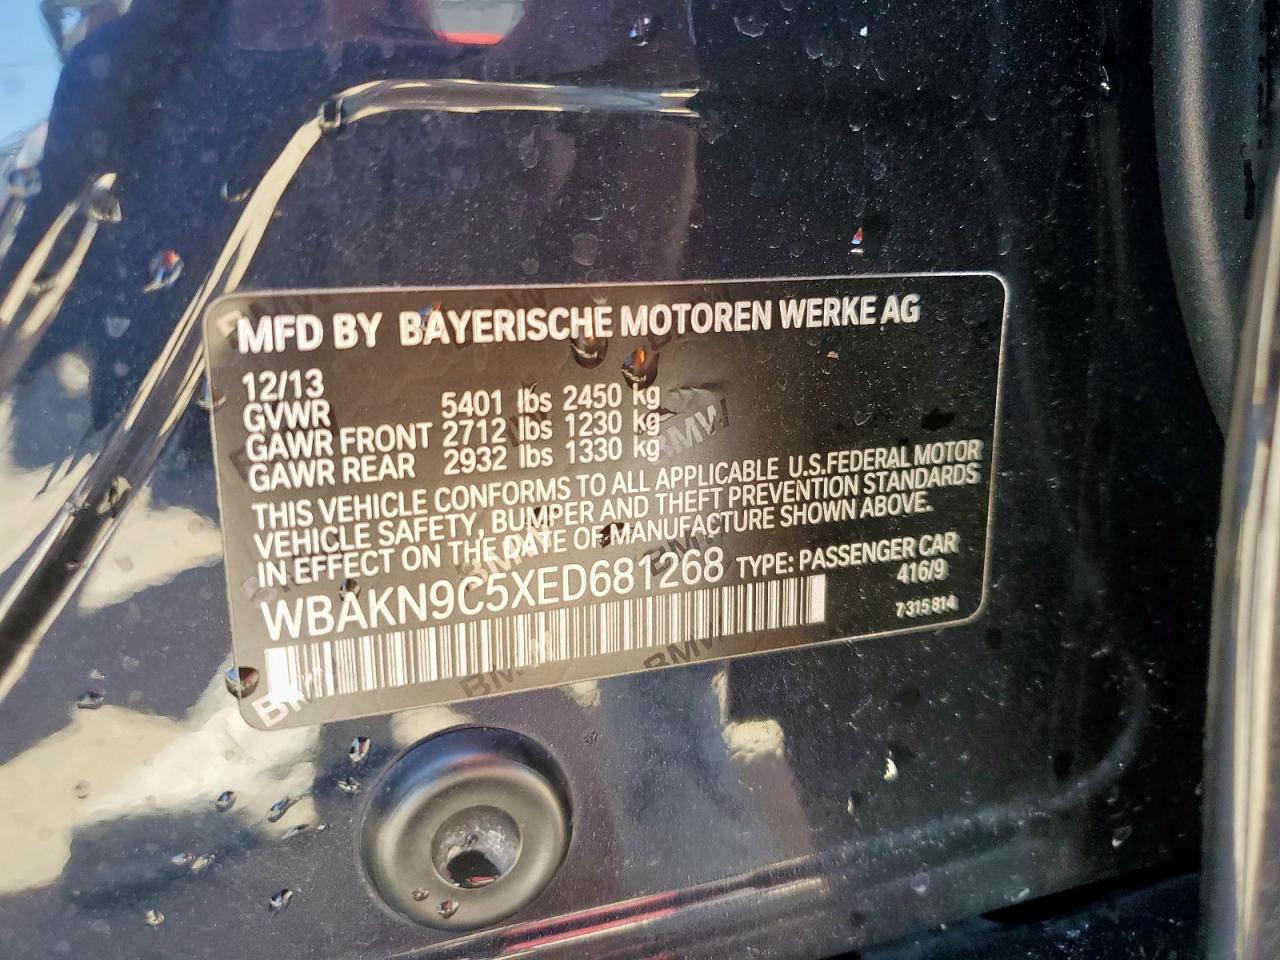 MFD BY BAYERISCHE MOTOREN WERKE AG
12/13
GVWR 5401 lbs 2450 kg
GAWR FRONT 2712 lbs 1230 kg
GAWR REAR 2932 lbs 1330 kg
THIS VEHICLE CONFORMS TO ALL APPLICABLE U.S.FEDERAL MOTOR
VEHICLE SAFETY, BUMPER AND THEFT PREVENTION STANDARDS
IN EFFECT ON THE DATE OF MANUFACTURE SHOWN ABOVE.
WBAKN9C5XED681268 TYPE: PASSENGER CAR
416/9
7 315 814